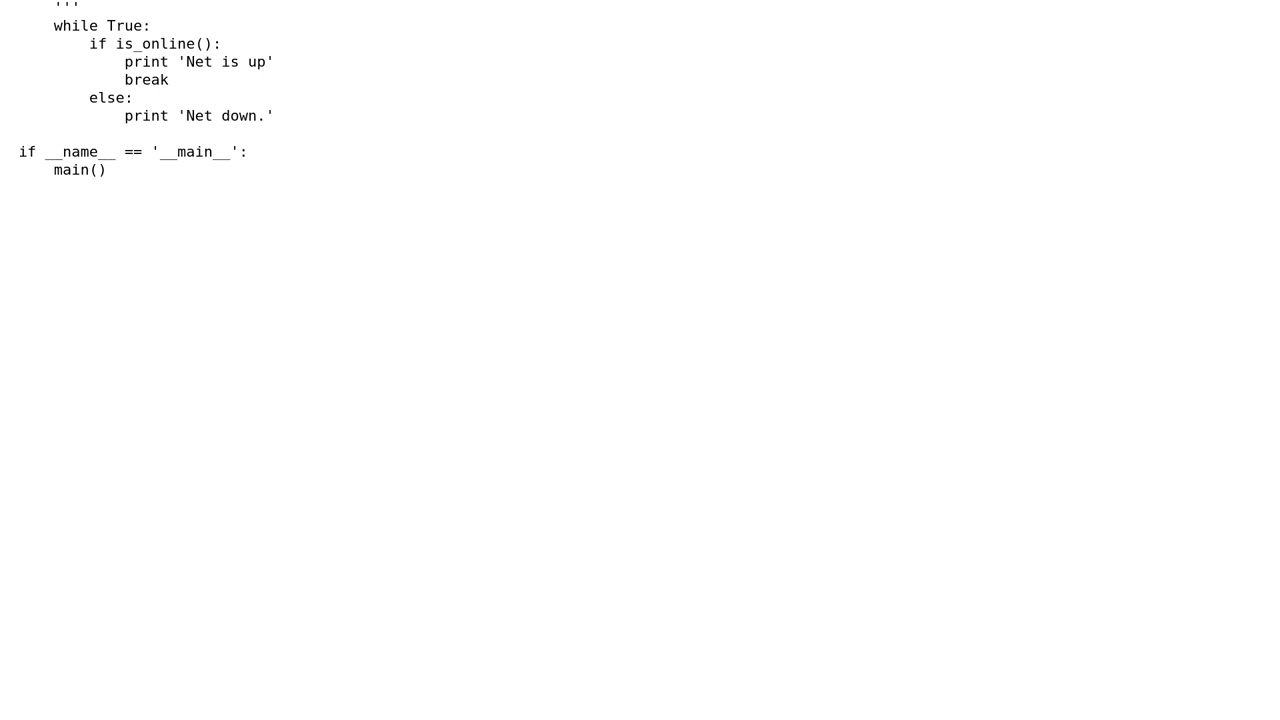 '''
    while True:
        if is_online():
            print 'Net is up'
            break
        else:
            print 'Net down.'

if __name__ == '__main__':
    main()